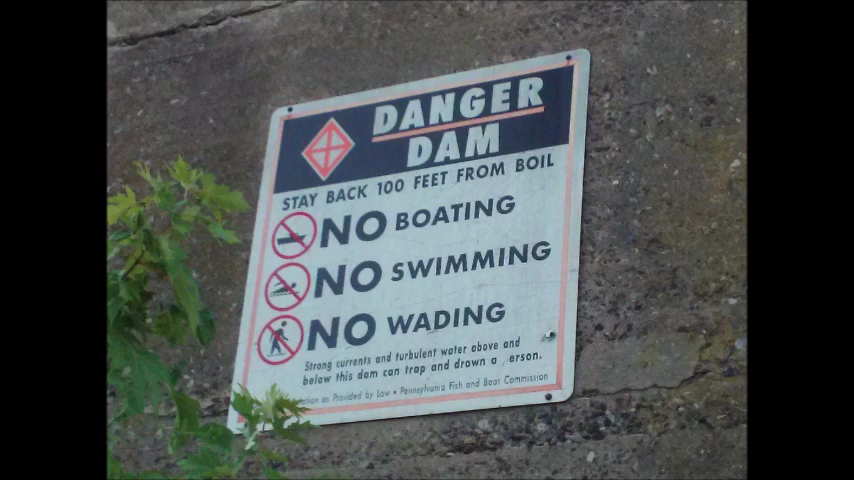 DANGER
DAM
STAY BACK 100 FEET FROM BOIL
NO BOATING
NO SWIMMING
NO WADING
Strong currents and turbulent water above and
below this dam can trap and drown a erson.
as Provided by Law • Pennsylvania Fish and Boat Commission